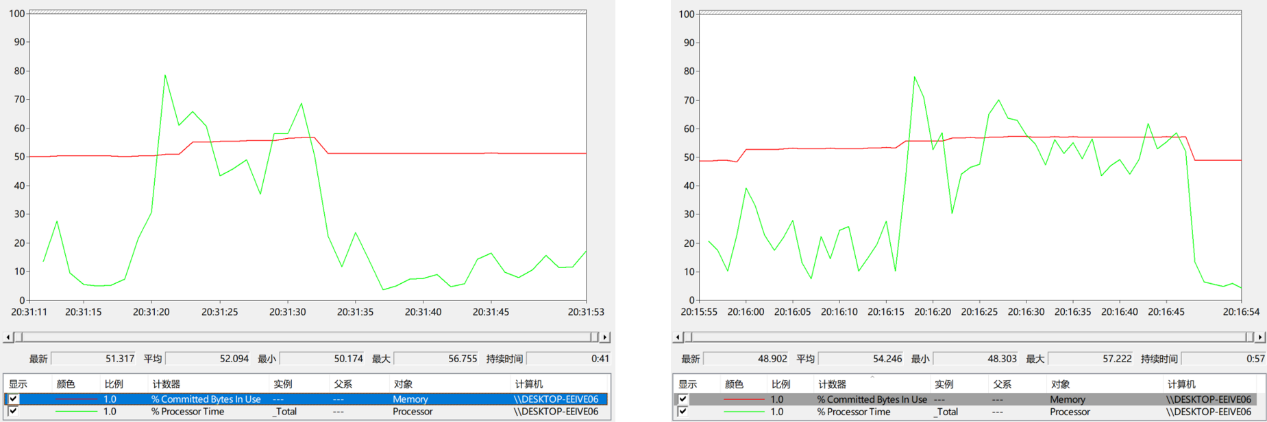 100
90
80
70
60
50
40
30
20
10
0
20:31:11 20:31:15 20:31:20 20:31:25 20:31:30 20:31:35 20:31:40 20:31:45 20:31:53
最新 51.317 平均 52.094 最小 50.174 最大 56.755 持续时间 0:41
显示 颜色 比例 计数器 实例 父系 对象 计算机
1.0 % Committed Bytes In Use --- --- Memory \\DESKTOP-EEIVE06
1.0 % Processor Time _Total --- Processor \\DESKTOP-EEIVE06
100
90
80
70
60
50
40
30
20
10
0
20:15:55 20:16:00 20:16:05 20:16:10 20:16:15 20:16:20 20:16:25 20:16:30 20:16:35 20:16:40 20:16:45 20:16:54
最新 48.902 平均 54.246 最小 48.303 最大 57.222 持续时间 0:57
显示 颜色 比例 计数器 实例 父系 对象 计算机
1.0 % Committed Bytes In Use --- --- Memory \\DESKTOP-EEIVE06
1.0 % Processor Time _Total --- Processor \\DESKTOP-EEIVE06